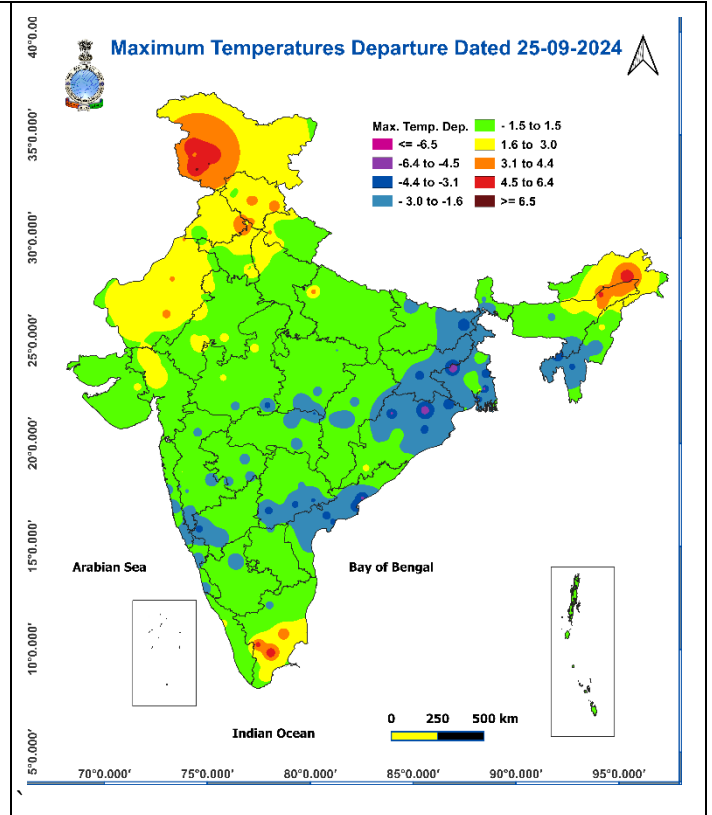 Maximum Temperatures Departure Dated 25-09-2024
Max. Temp. Dep.
<= -6.5
-6.4 to -4.5
-4.4 to -3.1
- 3.0 to -1.6
- 1.5 to 1.5
1.6 to 3.0
3.1 to 4.4
4.5 to 6.4
>= 6.5
40°0.00
35°0.000'
30°0.000'
25°0.000'
20°0.000'
15°0.000'
10°0.000'
5°0.000'
Arabian Sea
Bay of Bengal
Indian Ocean
0 250 500 km
70°0.000' 75°0.000' 80°0.000' 85°0.000' 90°0.000' 95°0.000'
`